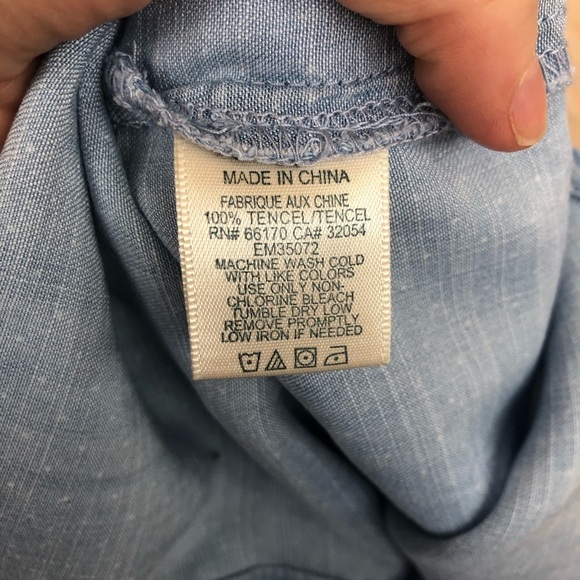 MADE IN CHINA
FABRIQUE AUX CHINE
100% TENCEL/TENCEL
RN# 66170 CA# 32054
EM35072
MACHINE WASH COLD
WITH LIKE COLORS
USE ONLY NON-
CHLORINE BLEACH
TUMBLE DRY LOW
REMOVE PROMPTLY
LOW IRON IF NEEDED